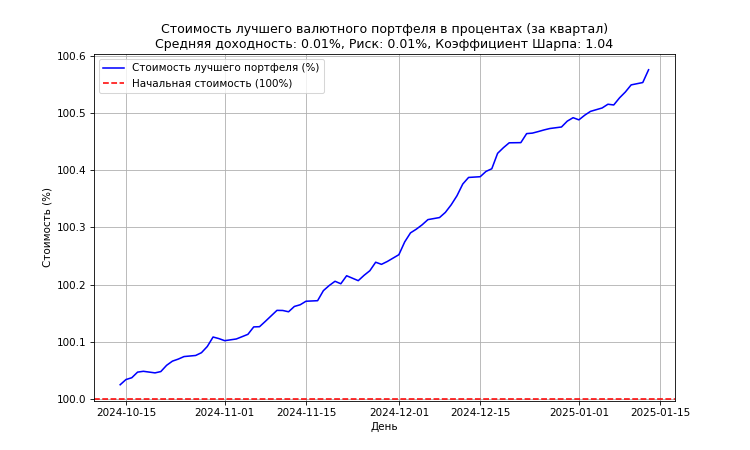 Стоимость лучшего валютного портфеля в процентах (за квартал)
Средняя доходность: 0.01%, Риск: 0.01%, Коэффициент Шарпа: 1.04
Стоимость лучшего портфеля (%)
Начальная стоимость (100%)
Стоимость (%)
100.6
100.5
100.4
100.3
100.2
100.1
100.0
2024-10-15
2024-11-01
2024-11-15
2024-12-01
2024-12-15
2025-01-01
2025-01-15
День